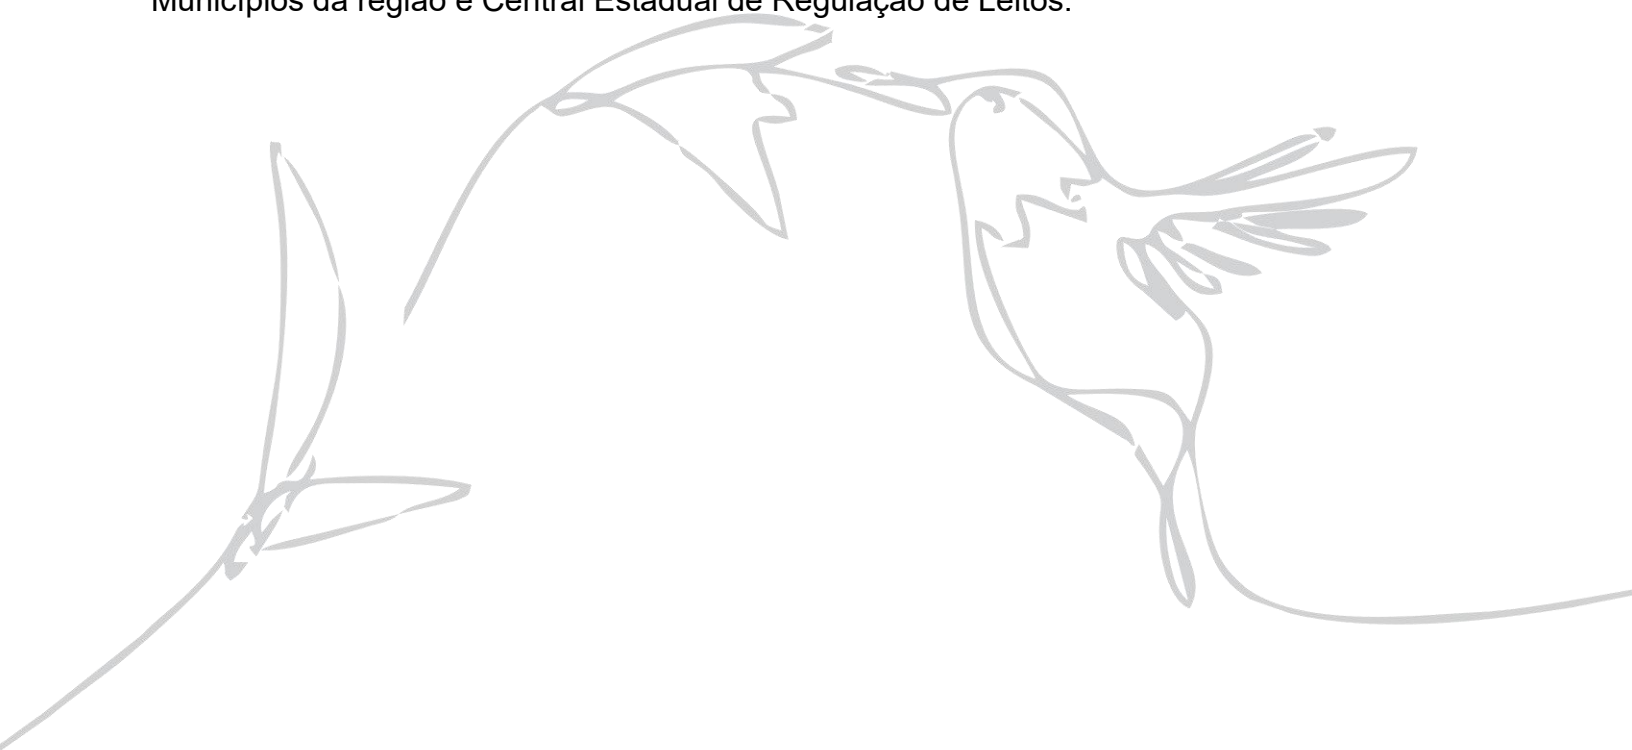 Municípios da região e Central Estadual de Regulação de Leitos.